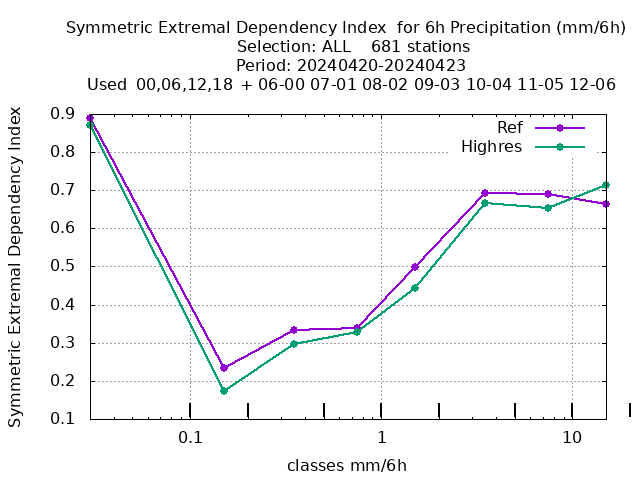 Symmetric Extremal Dependency Index  for 6h Precipitation (mm/6h)
Selection: ALL    681 stations
Period: 20240420-20240423
Used  00,06,12,18  + 06-00 07-01 08-02 09-03 10-04 11-05 12-06
Symmetric Extremal Dependency Index
0.9
0.8
0.7
0.6
0.5
0.4
0.3
0.2
0.1
Ref
Highres
0.1
1
10
classes mm/6h